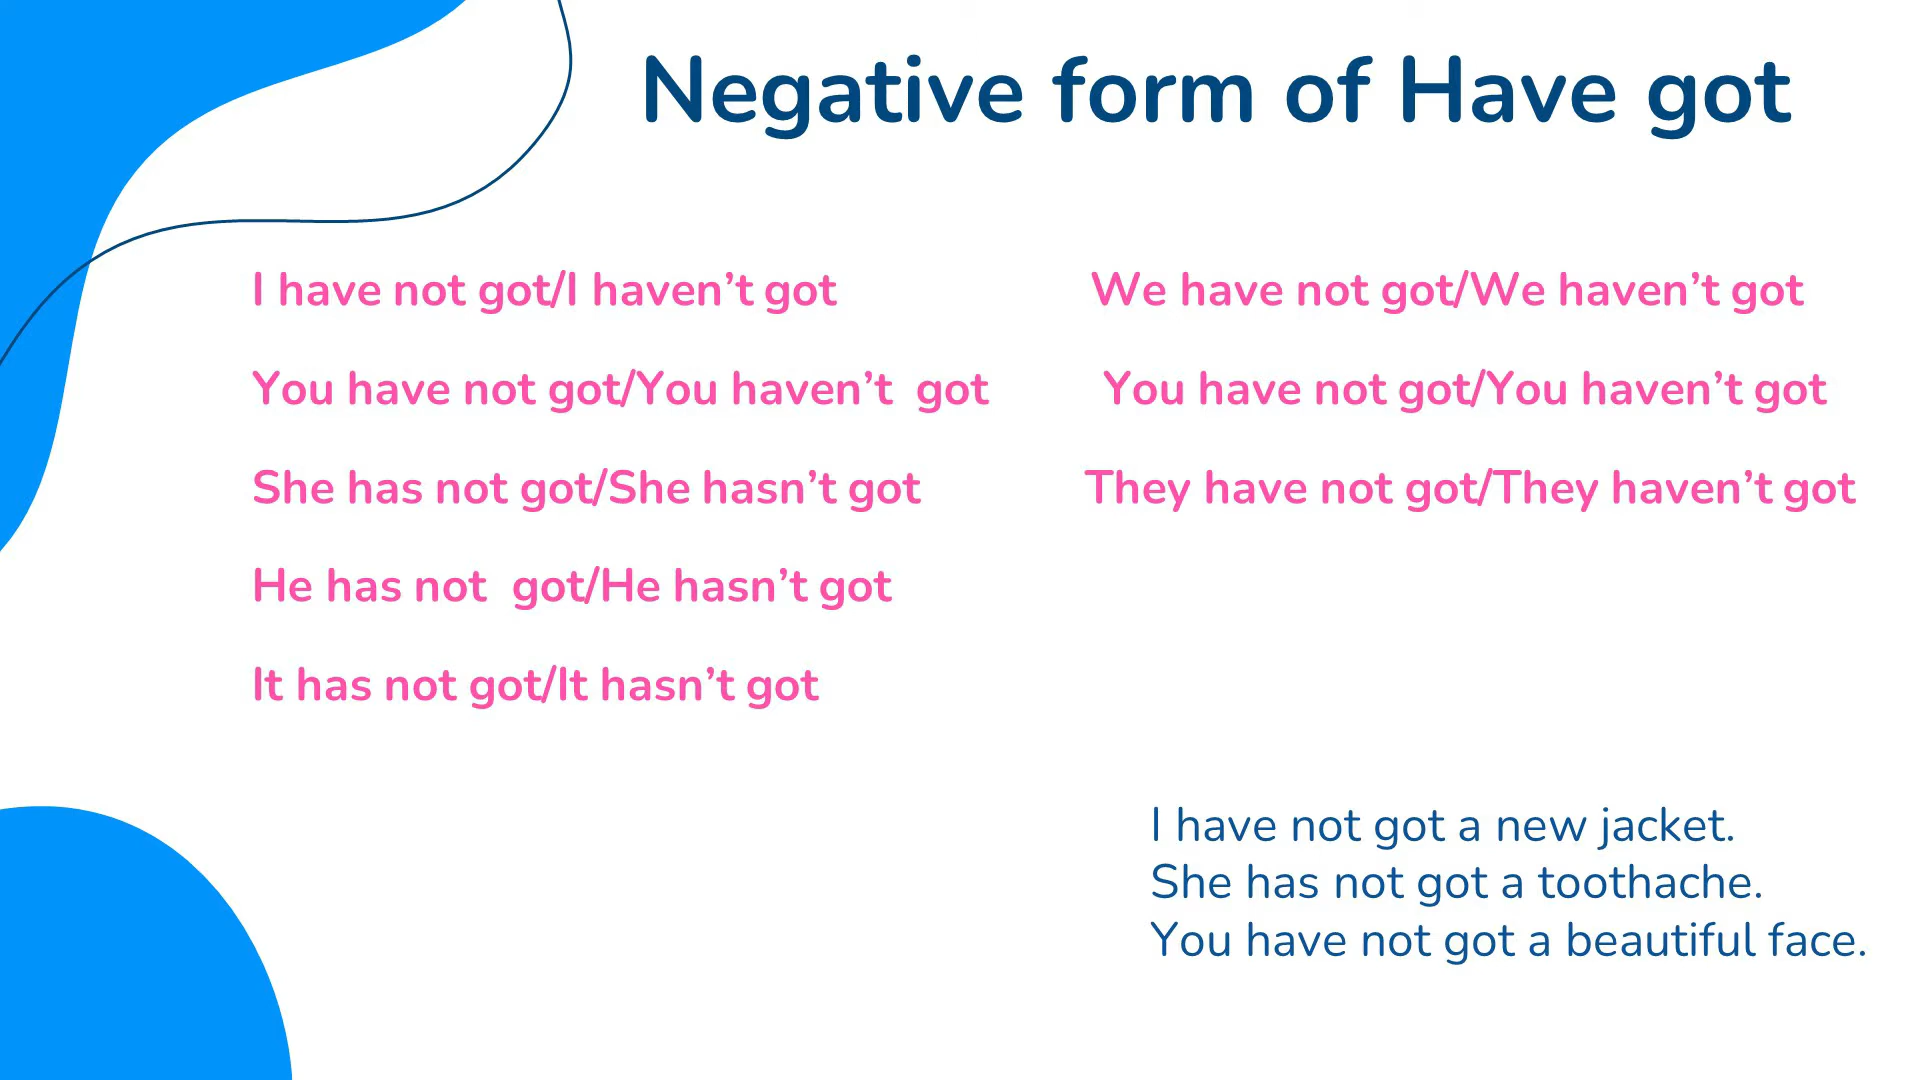 Negative form of Have got
I have not got/I haven’t got
You have not got/You haven’t  got
She has not got/She hasn’t got
He has not  got/He hasn’t got
It has not got/It hasn’t got
We have not got/We haven’t got
You have not got/You haven’t got
They have not got/They haven’t got
I have not got a new jacket.
She has not got a toothache.
You have not got a beautiful face.